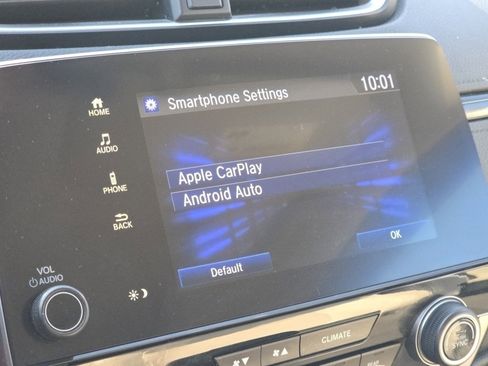 10:01
Smartphone Settings
HOME
AUDIO
Apple CarPlay
PHONE
Android Auto
BACK
OK
Default
VOL
AUDIO
CLIMATE
SYNC